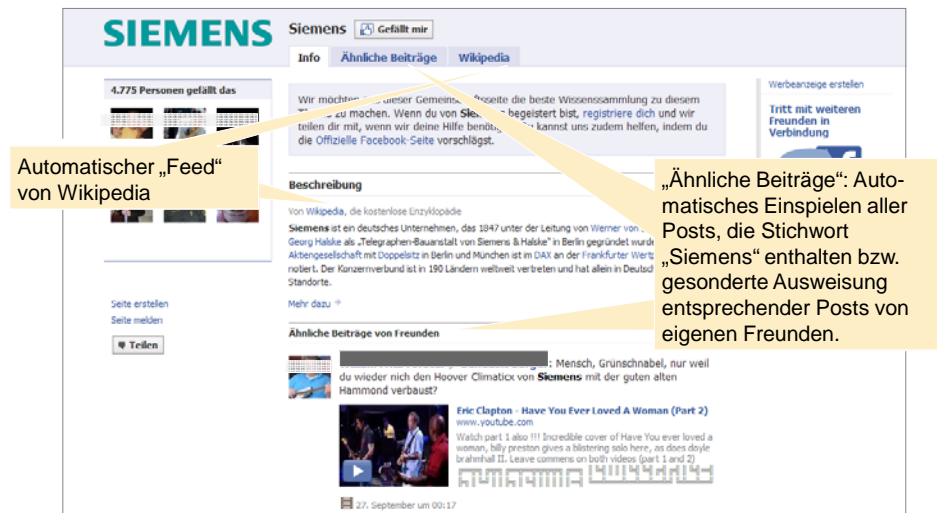 SIEMENS
Siemens Gefällt mir
Info Ähnliche Beiträge Wikipedia
4.775 Personen gefällt das
Wir möchten dieser
die beste Wissenssammlung zu diesem
zu machen. Wenn du von
begeistert bist, registriere dich und wir
teilen dir mit, wenn wir deine Hilfe
kannst uns zudem helfen, indem du
die Offizielle Facebook-Seite vorschlägst.
Werbeanzeige erstellen
Tritt mit weiteren
Freunden in
Verbindung
Automatischer „Feed“
von Wikipedia
„Ähnliche Beiträge“: Auto-
matisches Einspielen aller
Posts, die Stichwort
„Siemens“ enthalten bzw.
gesonderte Ausweisung
entsprechender Posts von
eigenen Freunden.
Beschreibung
Von Wikipedia, die kostenlose Enzyklopädie
Siemens ist ein deutsches Unternehmen, das 1847 unter der Leitung von Werner von
Georg Halske als „Telegraphen-Bauanstalt von Siemens & Halske“ in Berlin gegründet
Aktiengesellschaft mit Doppelsitz in Berlin und München ist im DAX an der Frankfurter
notiert. Der Konzernverbund ist in 190 Ländern weltweit vertreten und hat allein in
Standorte.
Mehr dazu
Seite erstellen
Seite melden
Teilen
Ähnliche Beiträge von Freunden
: Mensch, Grünschnabel, nur weil
du wieder nich den Hoover Climaticx von Siemens mit der guten alten
Hammond verbaust?
Eric Clapton - Have You Ever Loved A Woman (Part 2)
www.youtube.com
Watch part 1 also !!! Incredible cover of Have You ever loved a
woman, billy preston gives a blistering solo here, as does doyle
brahmhall II. Leave commens on both videos (part 1 and 2)
27. September um 00:17